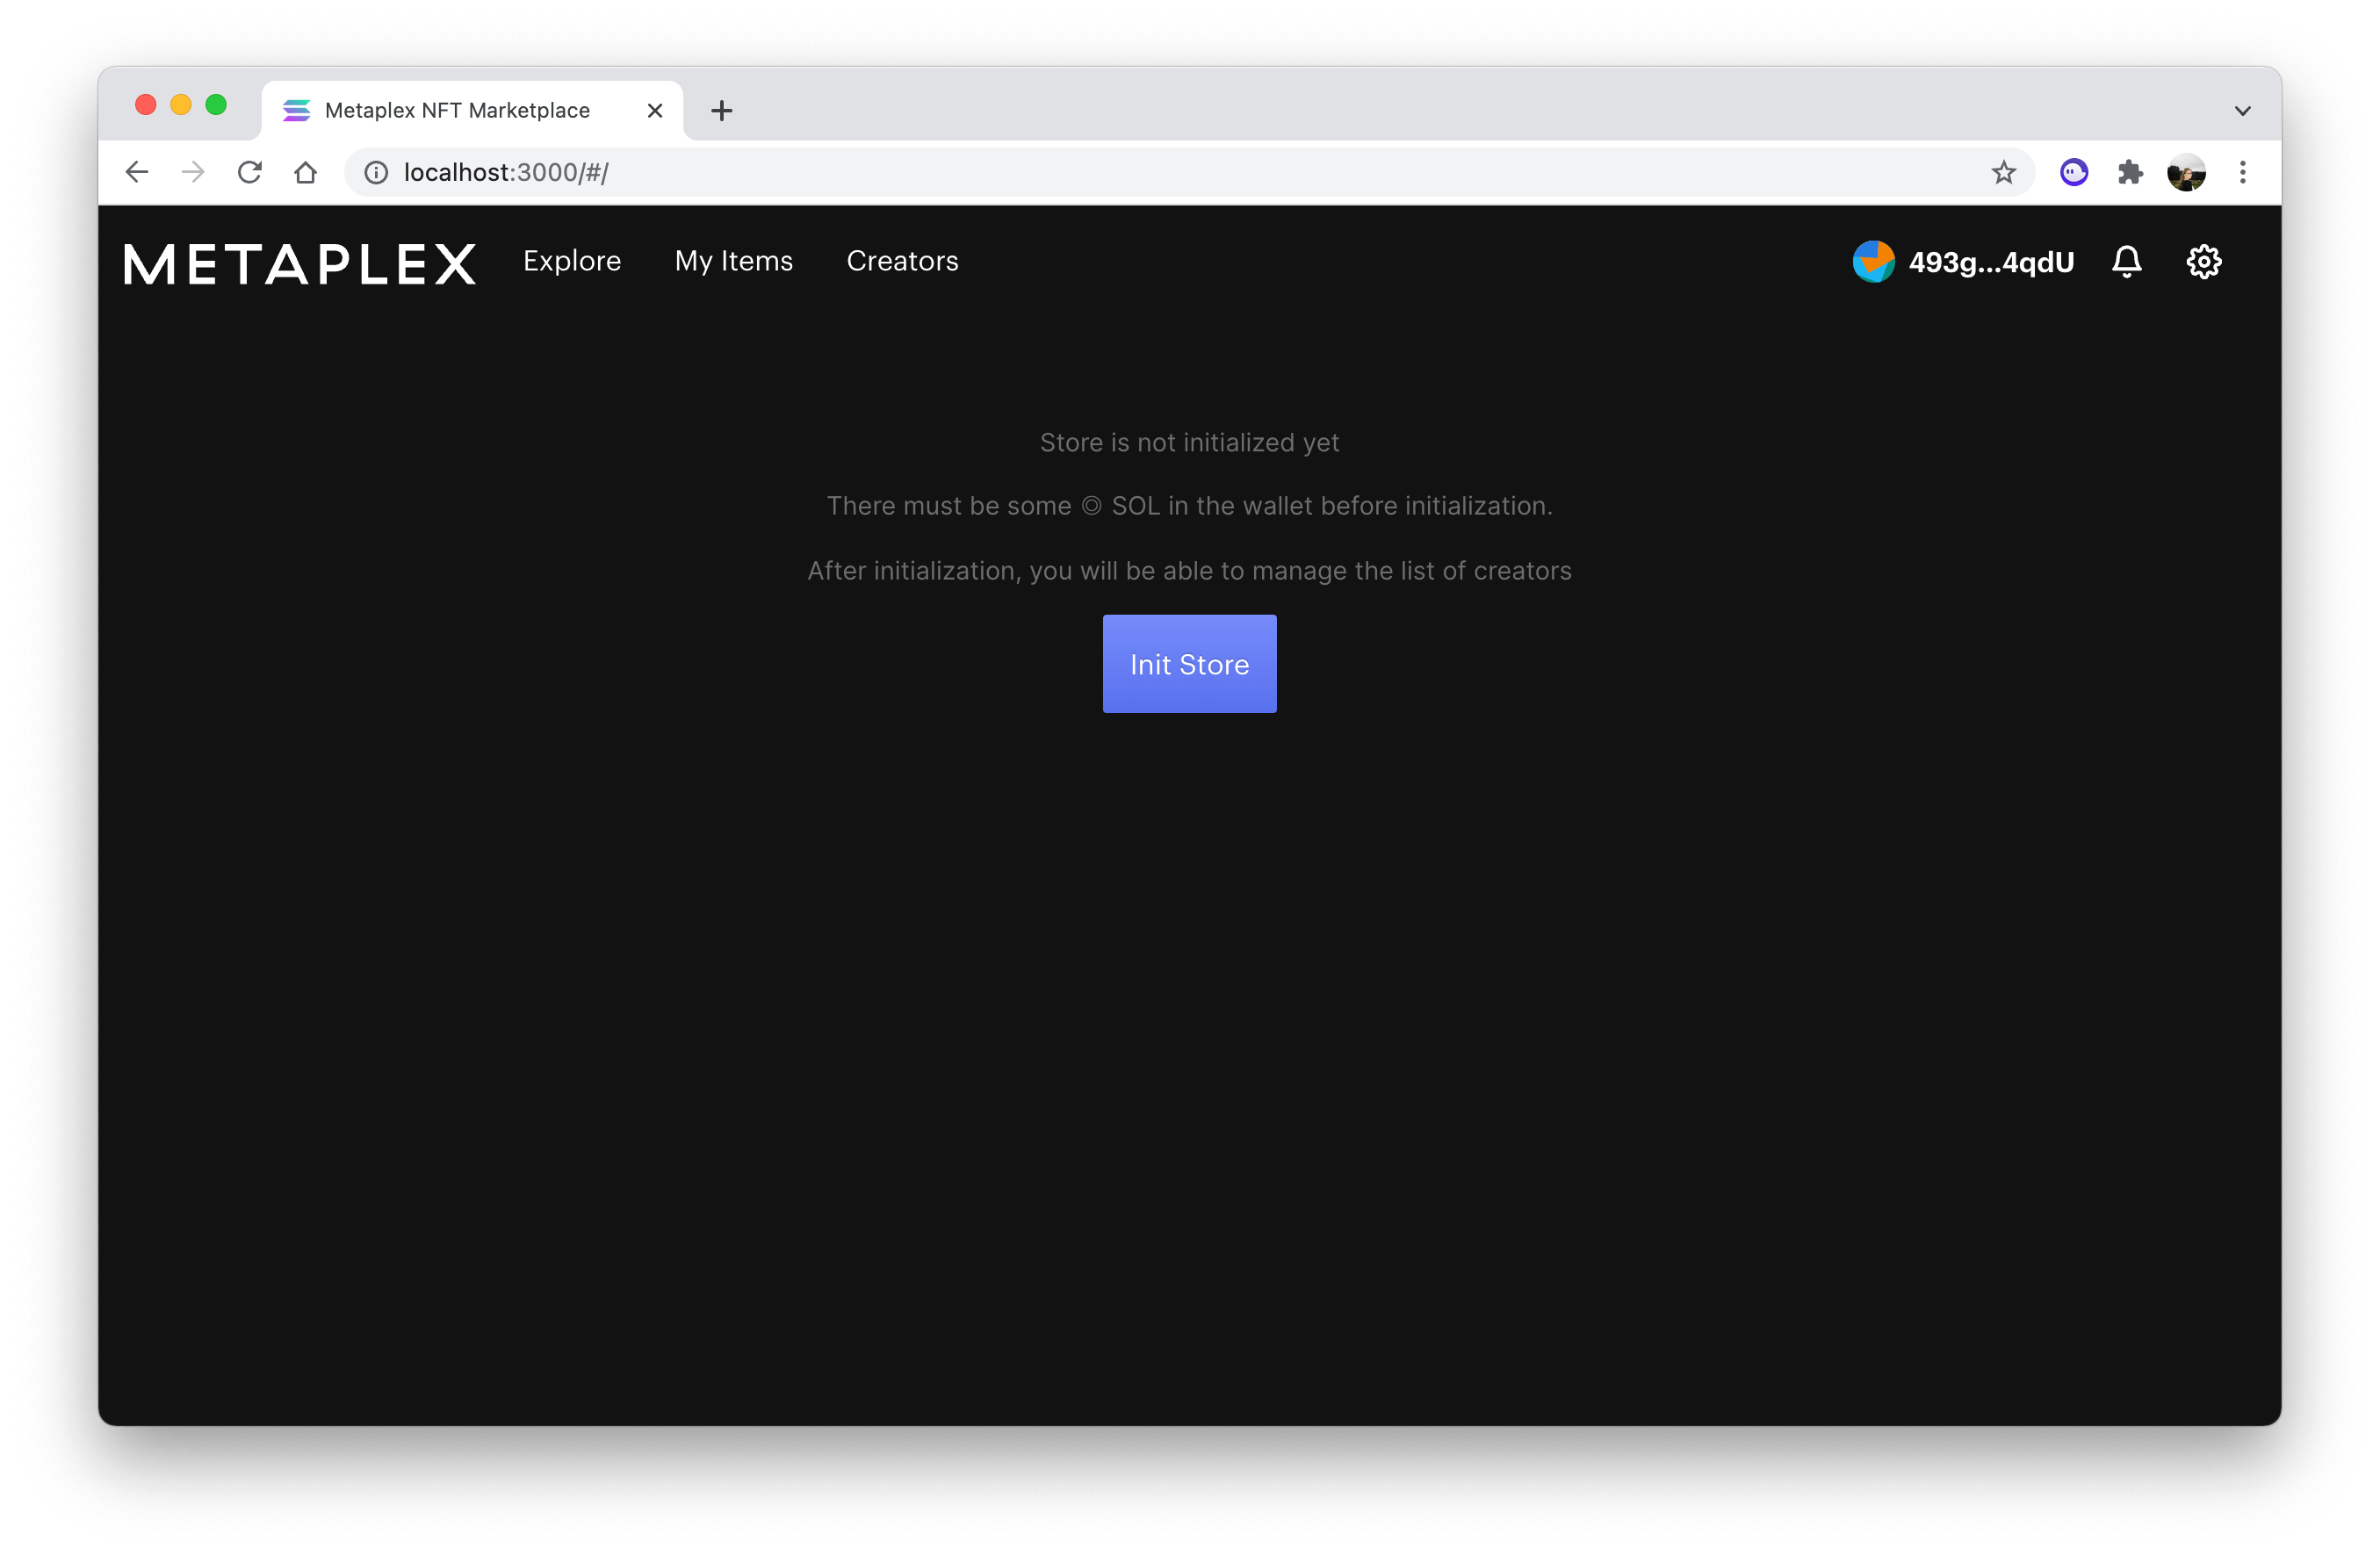 Metaplex NFT Marketplace
localhost:3000/#/
METAPLEX Explore My Items Creators 493g...4qdU
Store is not initialized yet
There must be some ◎ SOL in the wallet before initialization.
After initialization, you will be able to manage the list of creators
Init Store